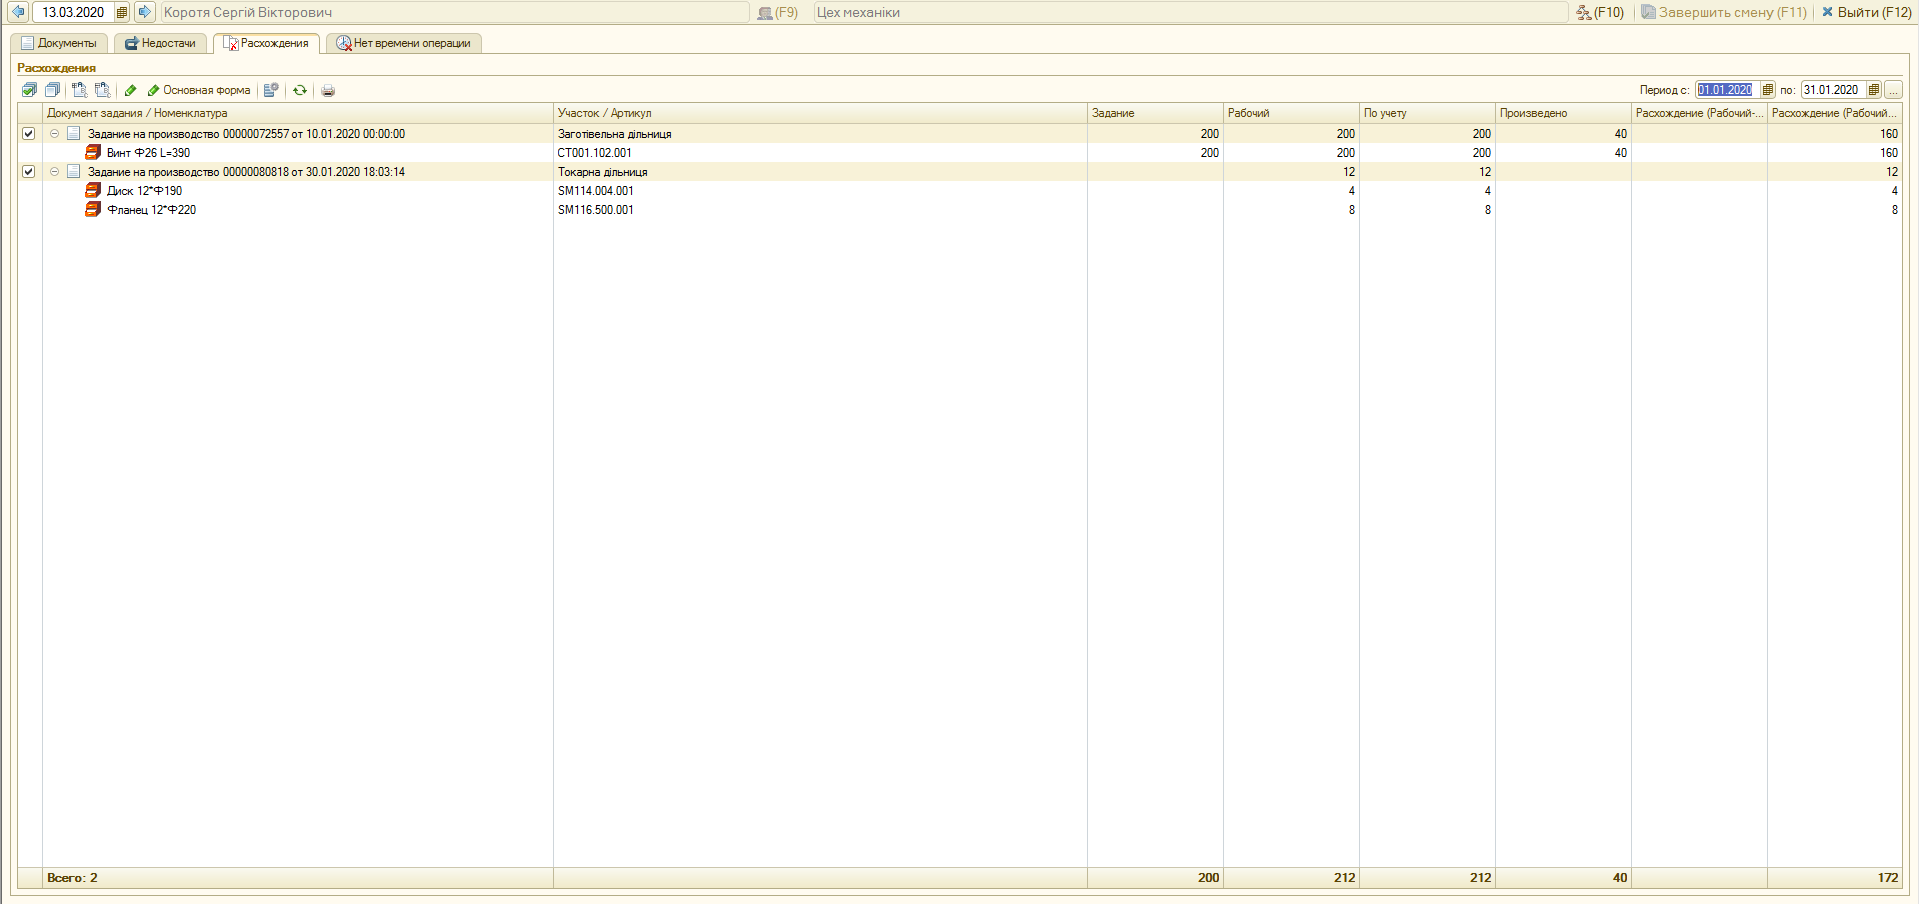 13.03.2020 Коротя Сергій Вікторович (F9) Цех механіки (F10) Завершить смену (F11) Выйти (F12)
Документы Недостачи Расхождения Нет времени операции
Расхождения
Основная форма Период с: 01.01.2020 по: 31.01.2020 ...
Документ задания / Номенклатура Участок / Артикул Задание Рабочий По учету Произведено Расхождение (Рабочий-... Расхождение (Рабочий...
Задание на производство 00000072557 от 10.01.2020 00:00:00 Заготівельна дільниця 200 200 200 40 160
Винт Ф26 L=390 СТ001.102.001 200 200 200 40 160
Задание на производство 00000080818 от 30.01.2020 18:03:14 Токарна дільниця 12 12 12
Диск 12*Ф190 SM114.004.001 4 4 4
Фланец 12*Ф220 SM116.500.001 8 8 8
Всего: 2 200 212 212 40 172